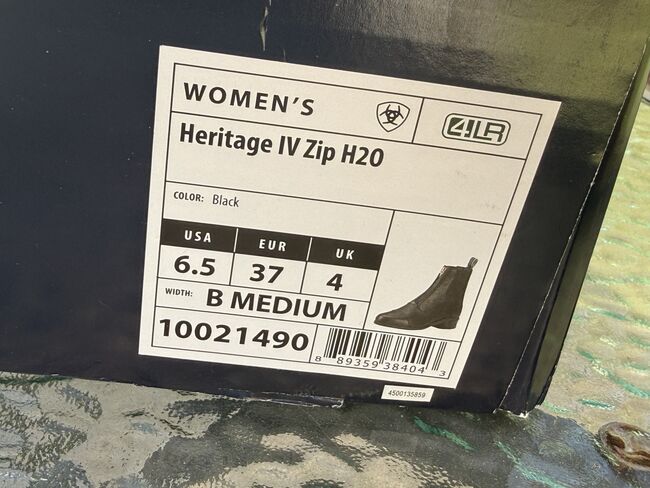 WOMEN'S
4LR
Heritage IV Zip H20
COLOR: Black
USA EUR UK
6.5 37 4
WIDTH: B MEDIUM
10021490
8 89359 38404 3
4500135859